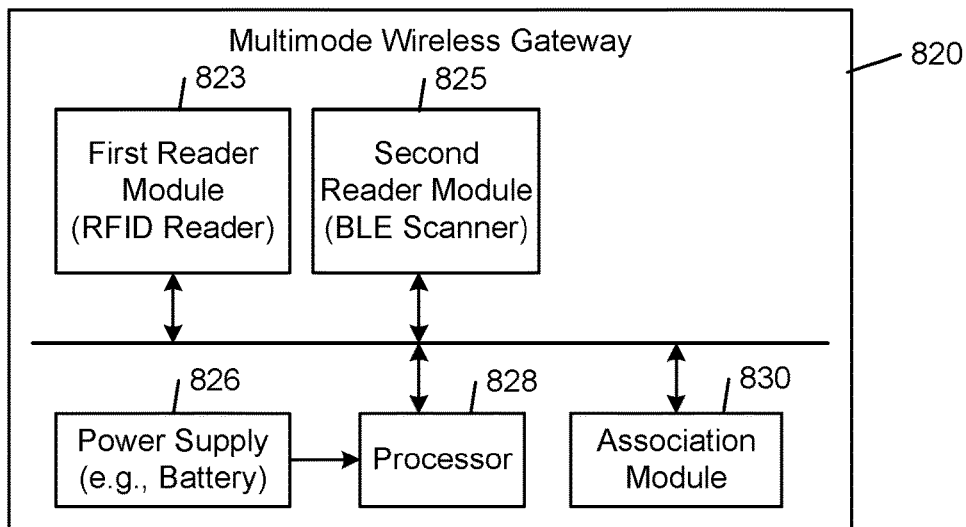 Multimode Wireless Gateway
820
823
825
First Reader
Module
(RFID Reader)
Second
Reader Module
(BLE Scanner)
826
828
830
Power Supply
(e.g., Battery)
Processor
Association
Module